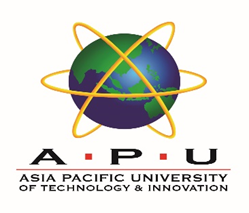 A · P · U
ASIA PACIFIC UNIVERSITY
OF TECHNOLOGY & INNOVATION